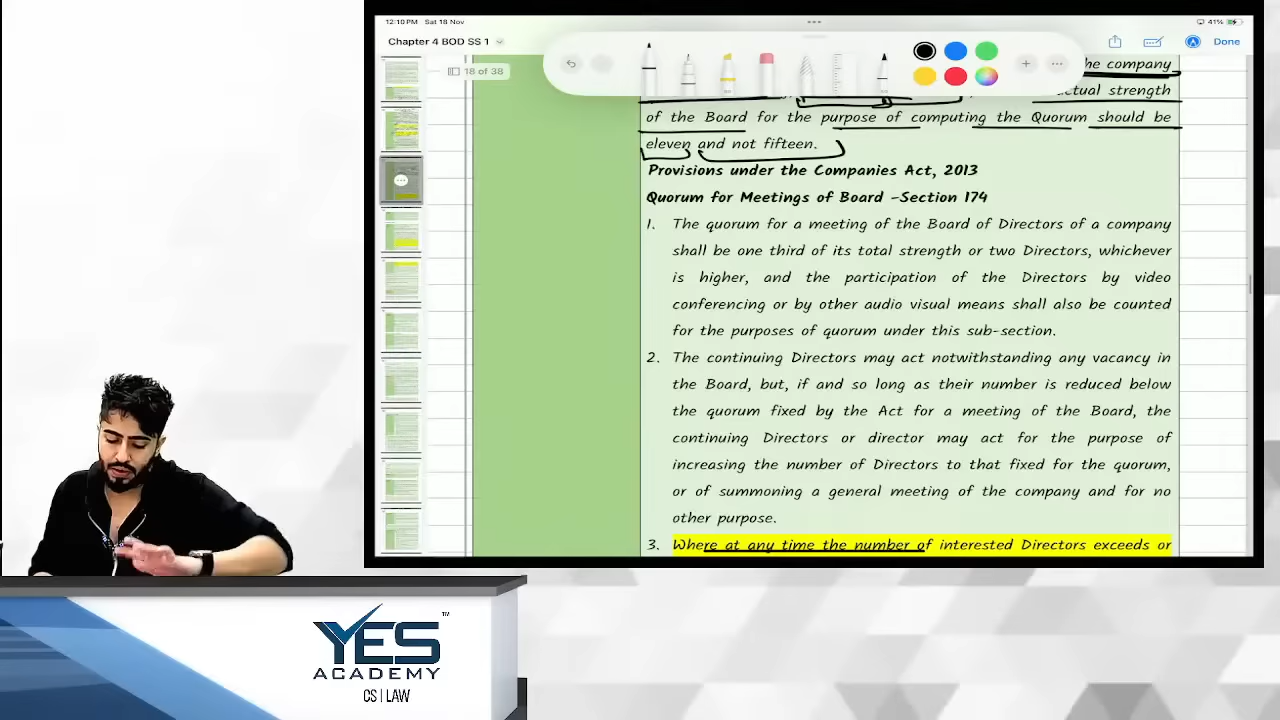 12:10 PM Sat 18 Nov
41%
Chapter 4 BOD SS 1
Done
18 of 38
he company
actual strength
of the Board for the purpose of computing the Quorum would be
and not fifteen.
Provisions under the Companies Act, 2013
Quorum for Meetings of Board -Section 174
The quorum for a meeting of the Board of Directors of a company
shall be one third of its total strength or two Directors, whichever
is higher, and the participation of the Directors by video
conferencing or by other audio visual means shall also be counted
for the purposes of quorum under this sub-section.
2. The continuing Directors may act notwithstanding any vacancy in
the Board; but, if and so long as their number is reduced below
the quorum fixed by the Act for a meeting of the Board, the
continuing Directors or director may act for the purpose of
increasing the number of Directors to that fixed for the quorum,
or of summoning a general meeting of the company and for no
other purpose.
Where at any time the number of interested Directors exceeds or
YES
TM
ACADEMY
CS | LAW